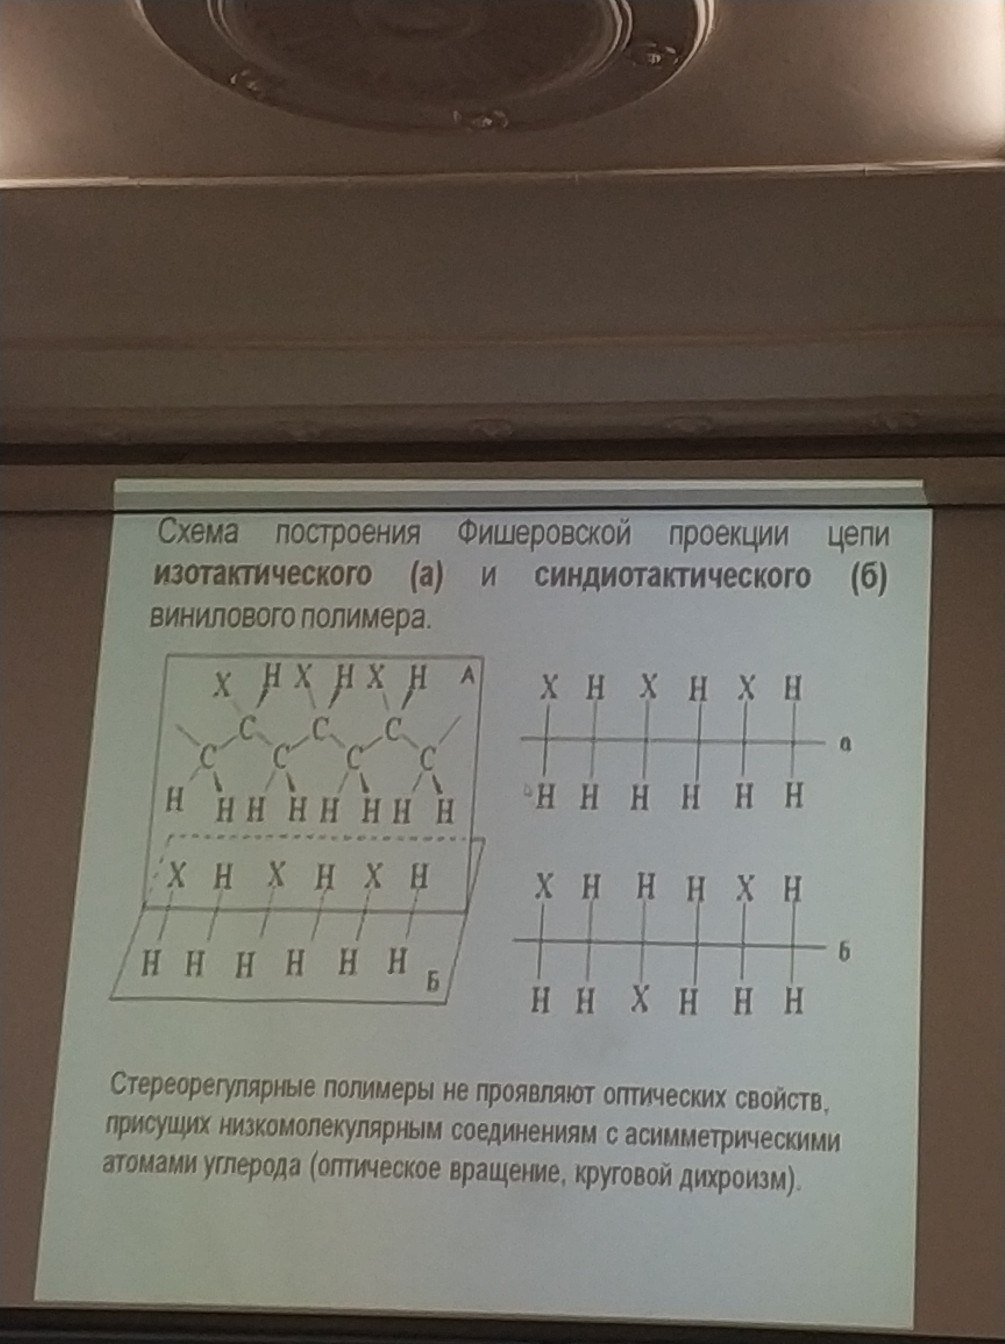 Схема построения Фишеровской проекции цепи
изотактического (а) и синдиотактического (б)
винилового полимера.
X H X H X H A
C C C
C C C C
H H H H H H H H
X H X H X H
H H H H H H Б
X H X H X H
а
H H H H H H
X H H H X H
б
H H X H H H
Стереорегулярные полимеры не проявляют оптических свойств,
присущих низкомолекулярным соединениям с асимметрическими
атомами углерода (оптическое вращение, круговой дихроизм).